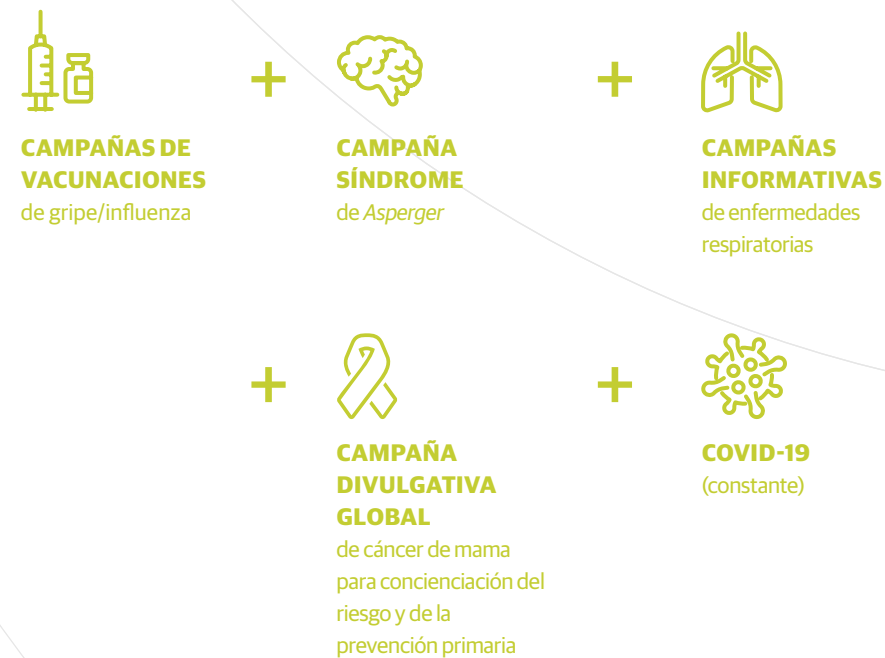 CAMPAÑAS DE
VACUNACIONES
de gripe/influenza
+
CAMPAÑA
SÍNDROME
de Asperger
+
CAMPAÑAS
INFORMATIVAS
de enfermedades
respiratorias
+
CAMPAÑA
DIVULGATIVA
GLOBAL
de cáncer de mama
para concienciación del
riesgo y de la
prevención primaria
+
COVID-19
(constante)